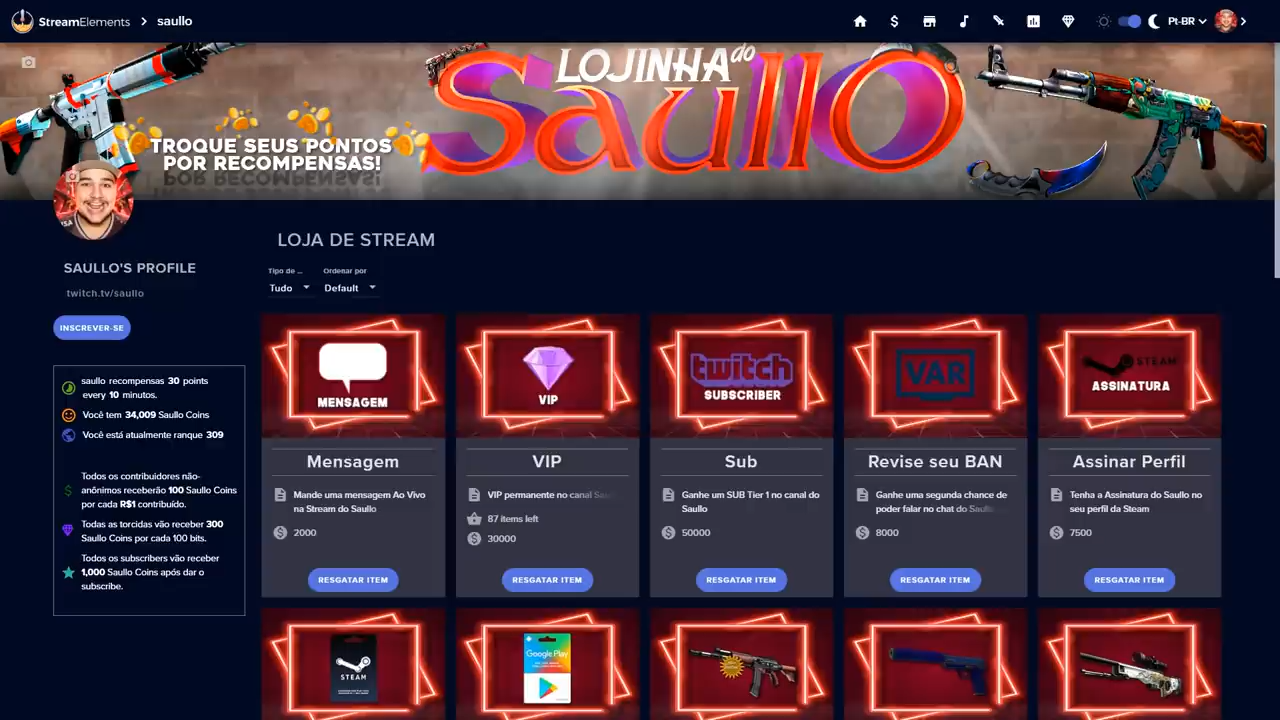 StreamElements > saullo
Pt-BR
LOJINHA do
Saullo
TROQUE SEUS PONTOS
POR RECOMPENSAS!
SAULLO'S PROFILE
twitch.tv/saullo
INSCREVER-SE
saullo recompensas 30 points
every 10 minutos.
Você tem 34,009 Saullo Coins
Você está atualmente ranque 309
Todos os contribuidores não-
anônimos receberão 100 Saullo Coins
por cada R$1 contribuído.
Todas as torcidas vão receber 300
Saullo Coins por cada 100 bits.
Todos os subscribers vão receber
1,000 Saullo Coins após dar o
subscribe.
LOJA DE STREAM
Tipo de ...
Ordenar por
Tudo
Default
MENSAGEM
Mensagem
Mande uma mensagem Ao Vivo
na Stream do Saullo
2000
RESGATAR ITEM
VIP
VIP
VIP permanente no canal Sau
87 items left
30000
RESGATAR ITEM
twitch
SUBSCRIBER
Sub
Ganhe um SUB Tier 1 no canal do
Saullo
50000
RESGATAR ITEM
VAR
Revise seu BAN
Ganhe uma segunda chance de
poder falar no chat do Saullo
8000
RESGATAR ITEM
STEAM
ASSINATURA
Assinar Perfil
Tenha a Assinatura do Saullo no
seu perfil da Steam
7500
RESGATAR ITEM
STEAM
Google Play